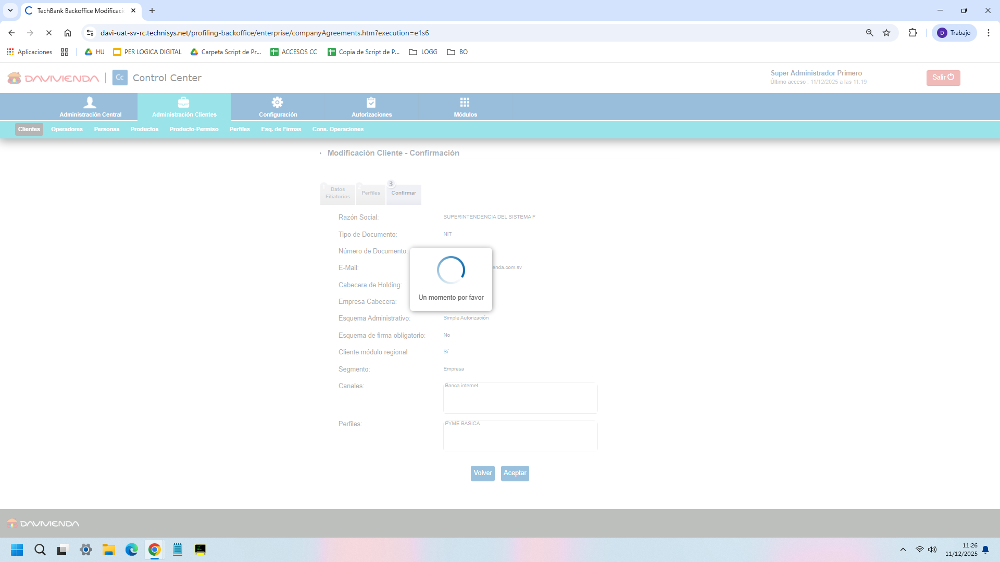 TechBank Backoffice Modificaci
davi-uat-sv-rc.technisys.net/profiling-backoffice/enterprise/companyAgreements.htm?execution=e1s6
D Trabajo
Aplicaciones
HU
PER LOGICA DIGITAL
Carpeta Script de Pr...
ACCESOS CC
Copia de Script de P...
LOGG
BO
DAVIVIENDA
Cc Control Center
Super Administrador Primero
Último acceso : 11/12/2025 a las 11:19
Salir
Administración Central
Administración Clientes
Configuración
Autorizaciones
Módulos
Clientes Operadores Personas Productos Producto-Permiso Perfiles Esq. de Firmas Cons. Operaciones
Modificación Cliente - Confirmación
1 Datos Filiatorios
2 Perfiles
3 Confirmar
Razón Social: SUPERINTENDENCIA DEL SISTEMA F
Tipo de Documento: NIT
Número de Documento:
E-Mail: enda.com.sv
Cabecera de Holding:
Empresa Cabecera:
Un momento por favor
Esquema Administrativo: Simple Autorización
Esquema de firma obligatorio: No
Cliente módulo regional Sí
Segmento: Empresa
Canales: Banca internet
Perfiles: PYME BASICA
Volver Aceptar
DAVIVIENDA
11:26
11/12/2025